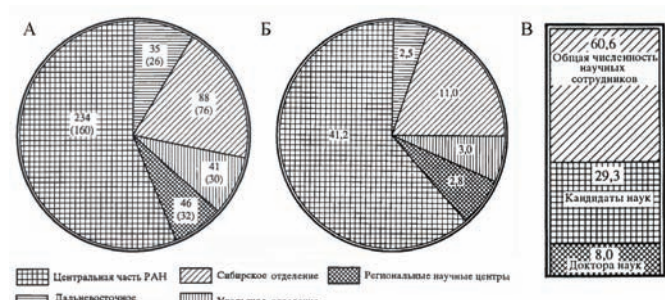 А
35
(26)
88
(76)
234
(160)
41
(30)
46
(32)
Б
2,5
11,0
41,2
3,0
2,8
В
60,6
Общая численность
научных
сотрудников
29,3
Кандидаты наук
8,0
Доктора наук
Центральная часть РАН
Сибирское отделение
Региональные научные центры
Дальневосточное